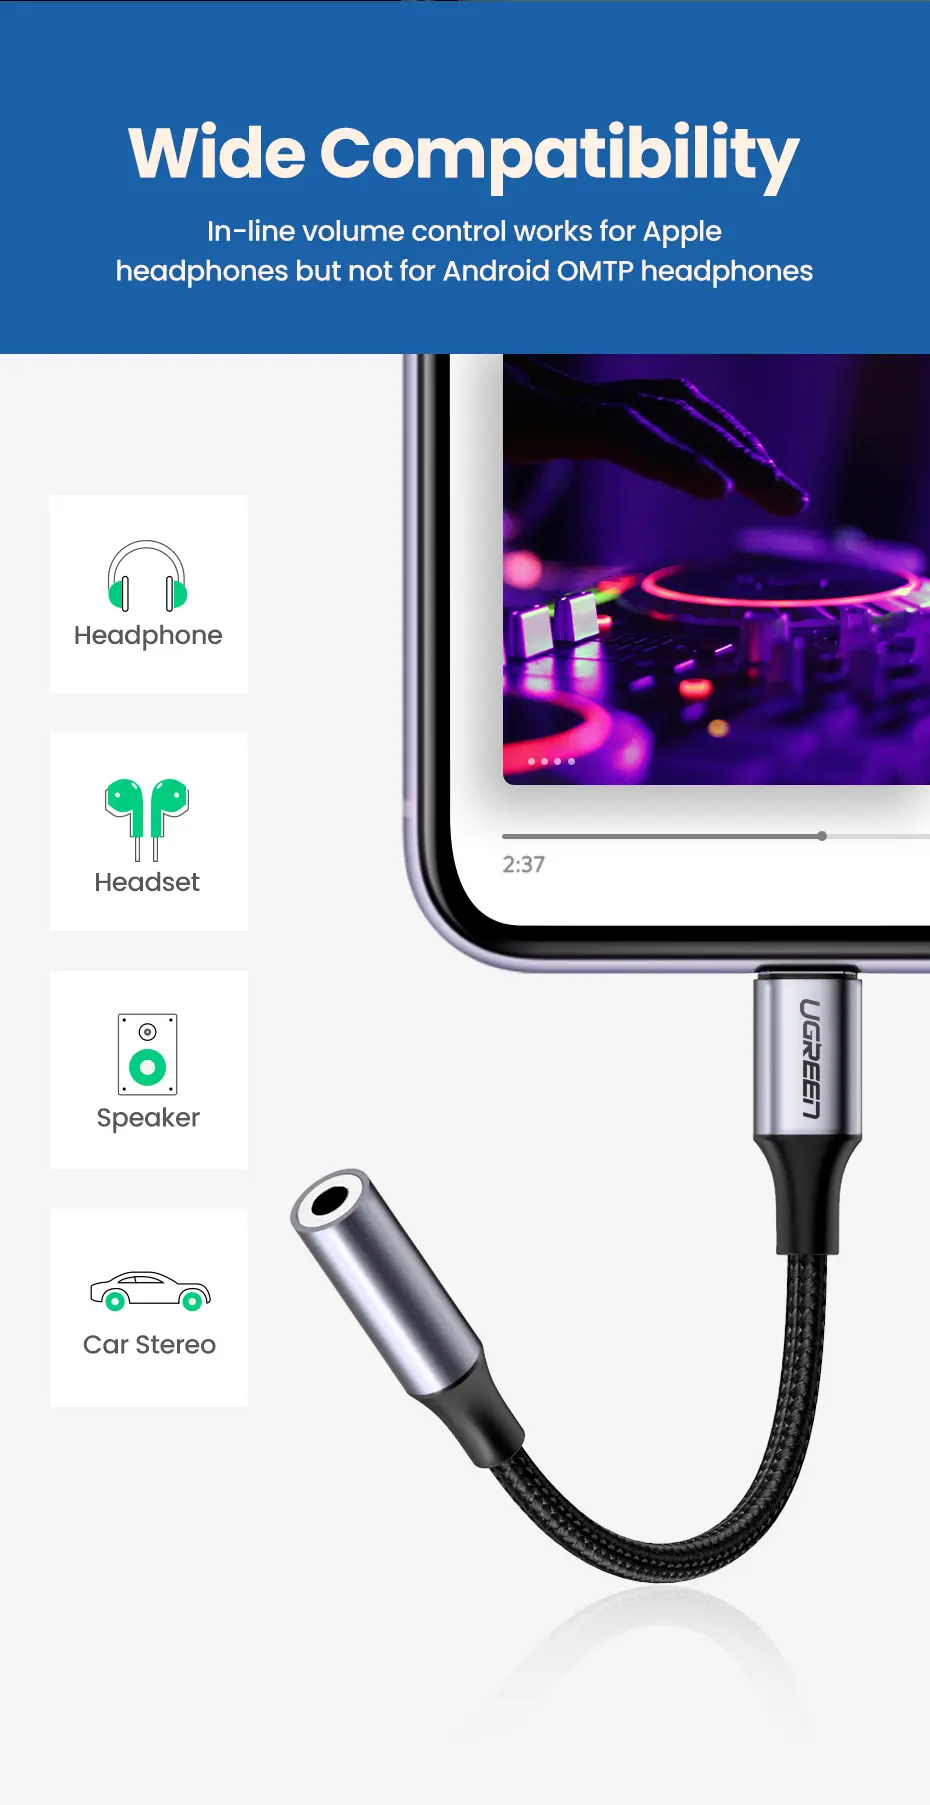 Wide Compatibility
In-line volume control works for Apple
headphones but not for Android OMTP headphones
Headphone
Headset
Speaker
Car Stereo
2:37
UGREEN